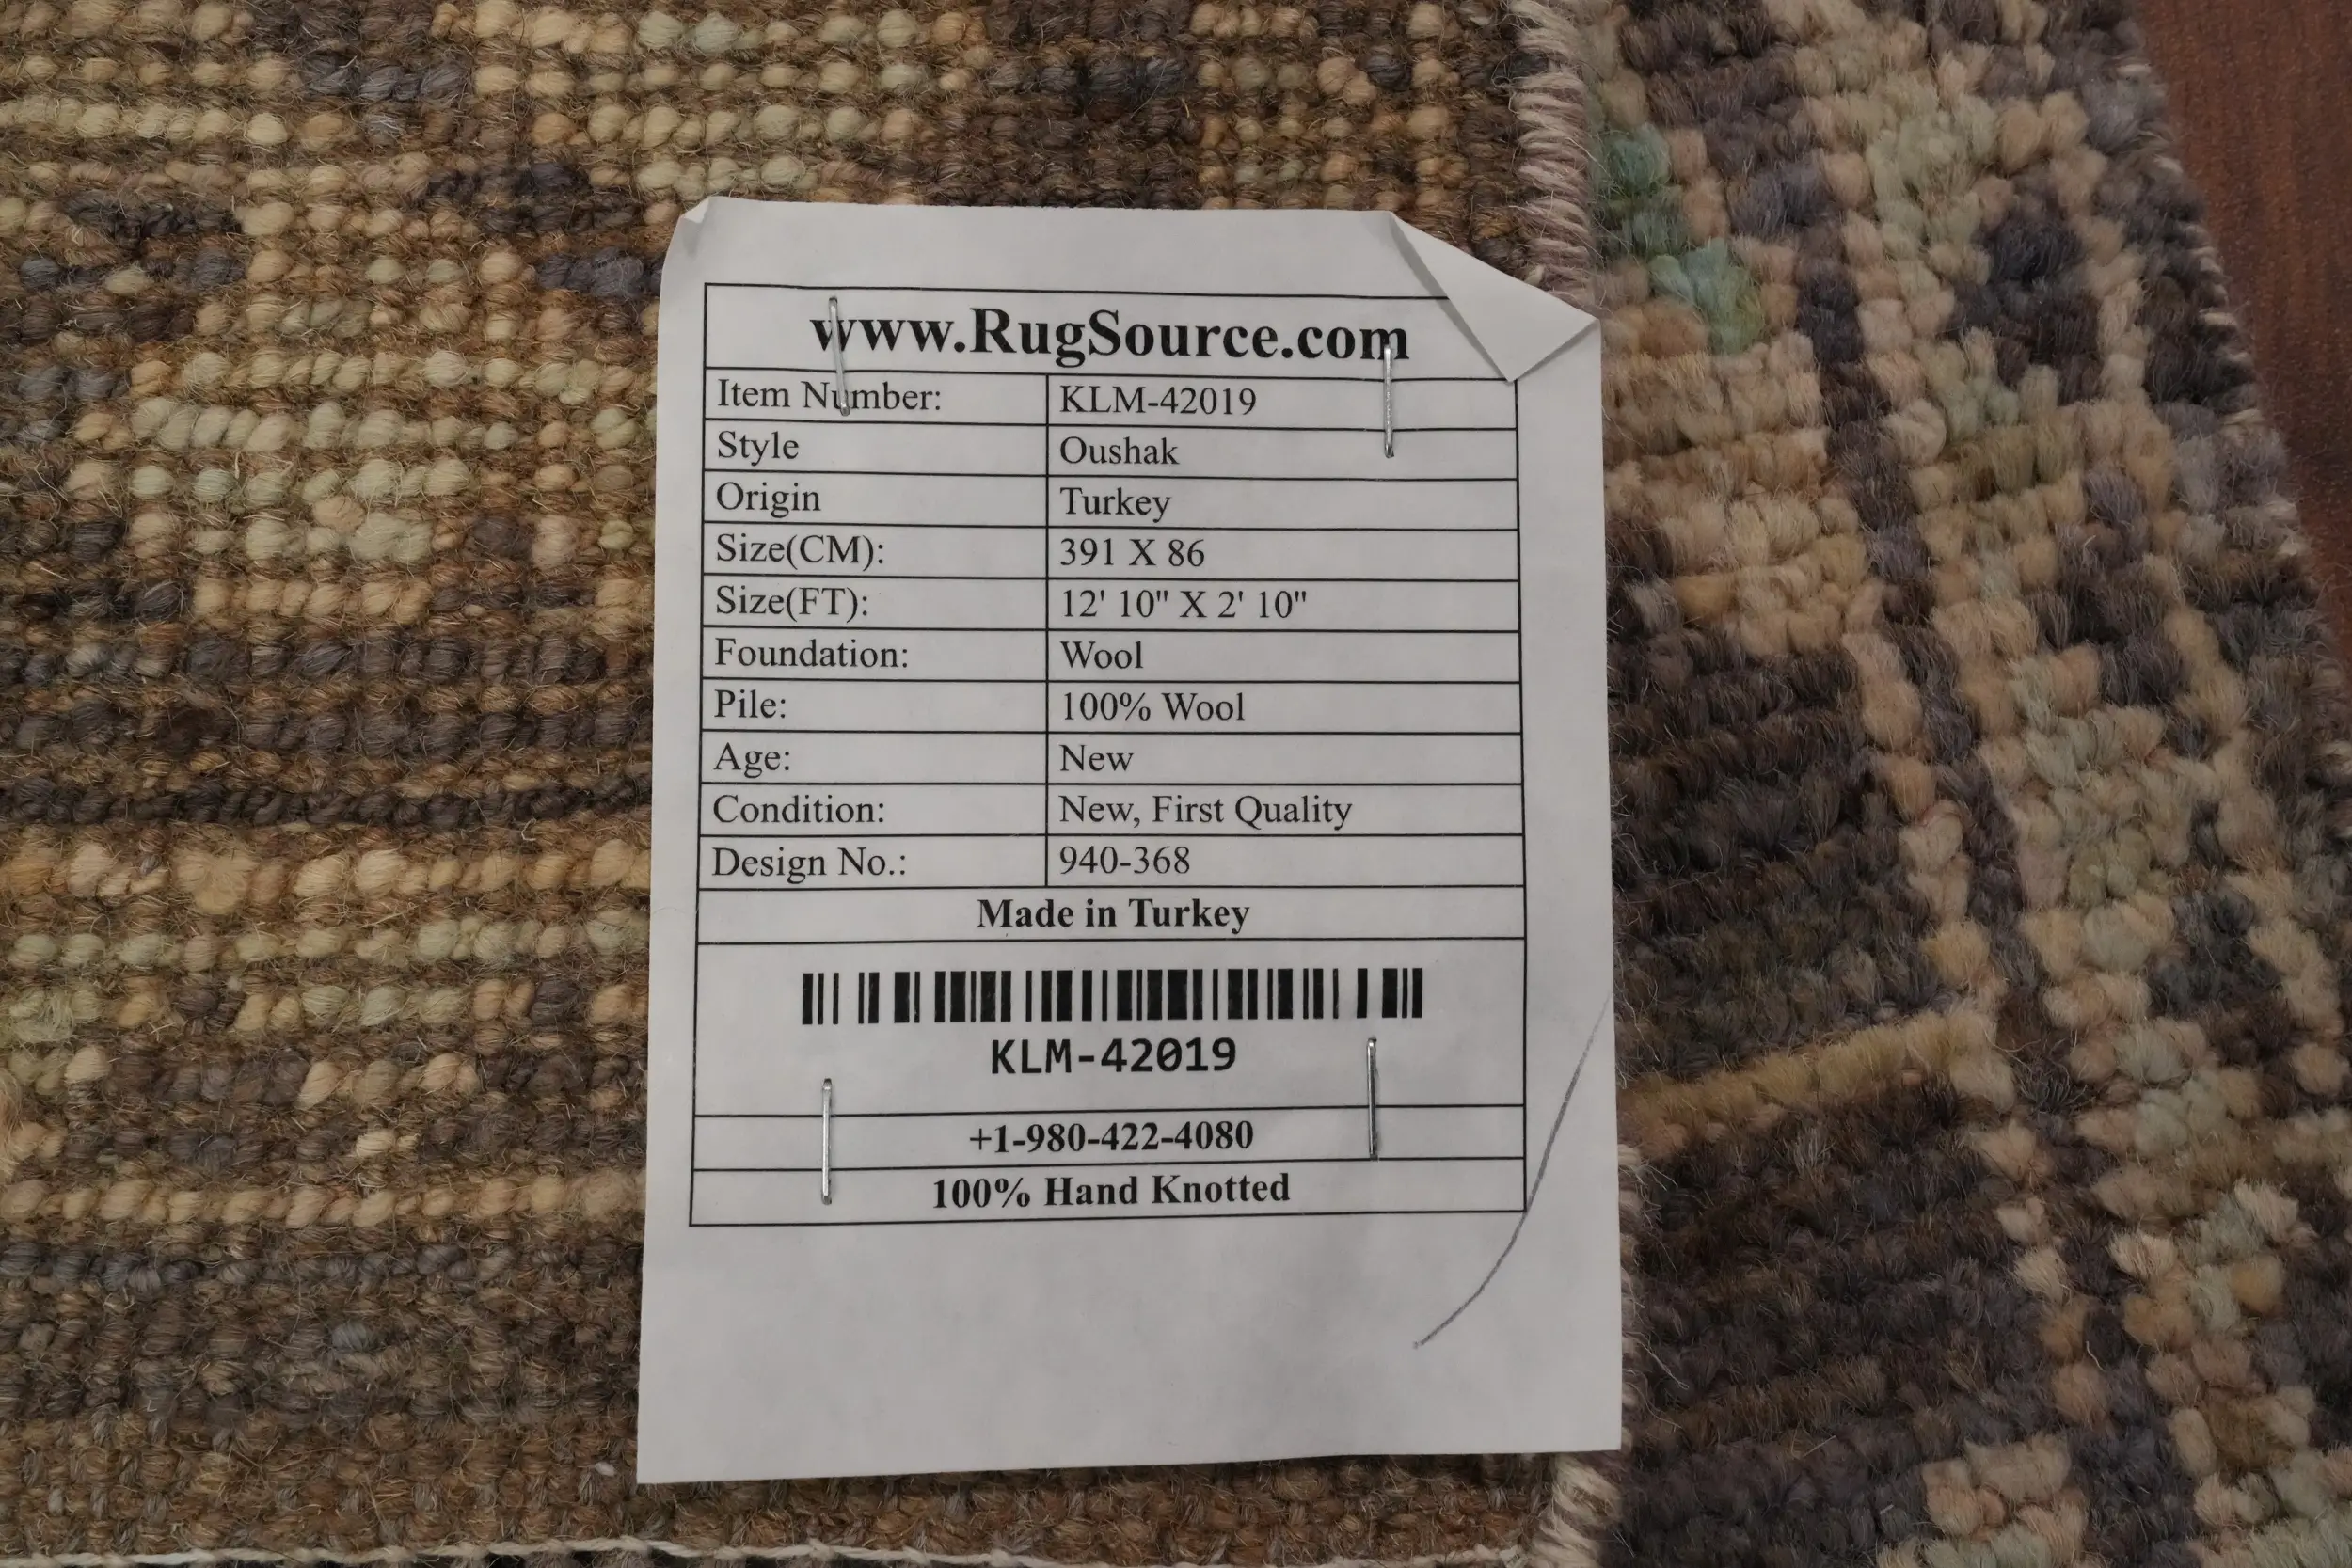 www.RugSource.com
Item Number: KLM-42019
Style Oushak
Origin Turkey
Size(CM): 391 X 86
Size(FT): 12' 10" X 2' 10"
Foundation: Wool
Pile: 100% Wool
Age: New
Condition: New, First Quality
Design No.: 940-368
Made in Turkey
KLM-42019
+1-980-422-4080
100% Hand Knotted